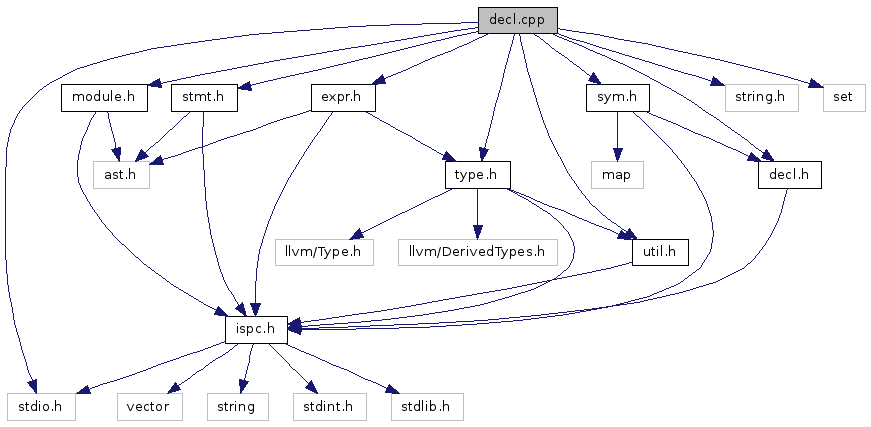 decl.cpp
module.h
stmt.h
expr.h
sym.h
string.h
set
ast.h
type.h
map
decl.h
llvm/Type.h
llvm/DerivedTypes.h
util.h
ispc.h
stdio.h
vector
string
stdint.h
stdlib.h